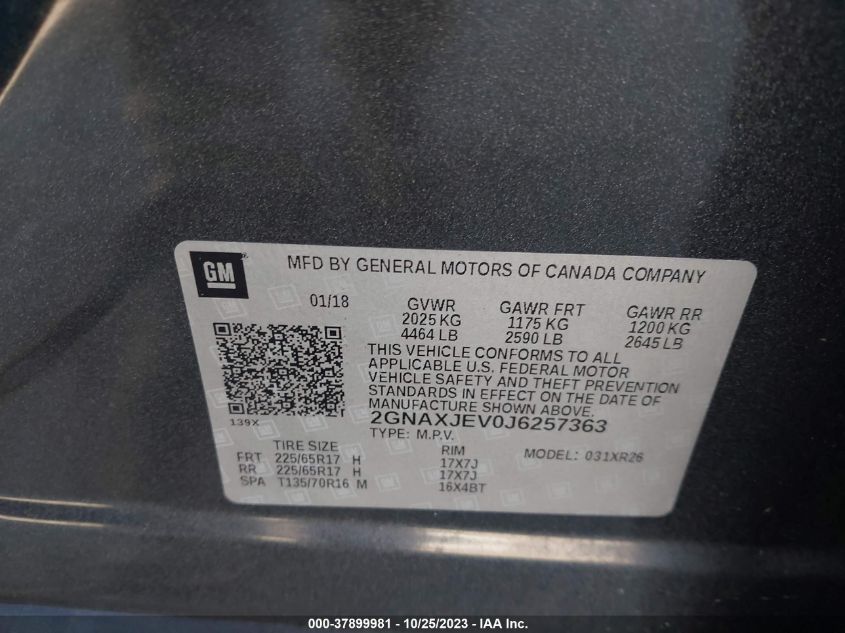 GM
MFD BY GENERAL MOTORS OF CANADA COMPANY
01/18 GVWR GAWR FRT GAWR RR
2025 KG 1175 KG 1200 KG
4464 LB 2590 LB 2645 LB
THIS VEHICLE CONFORMS TO ALL
APPLICABLE U.S. FEDERAL MOTOR
VEHICLE SAFETY AND THEFT PREVENTION
STANDARDS IN EFFECT ON THE DATE OF
MANUFACTURE SHOWN ABOVE.
139X
2GNAXJEV0J6257363
TYPE: M.P.V.
MODEL: 031XR26
TIRE SIZE RIM
FRT 225/65R17 H 17X7J
RR 225/65R17 H 17X7J
SPA T135/70R16 M 16X4BT
000-37899981 - 10/25/2023 - IAA Inc.